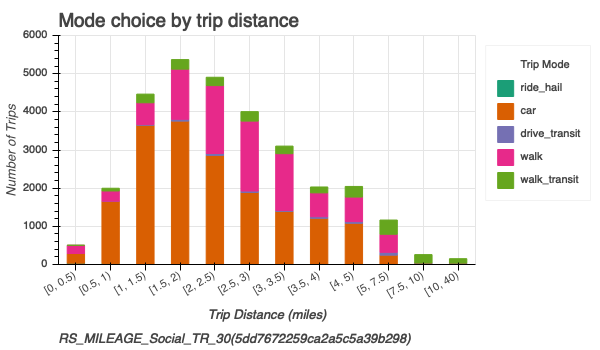 Mode choice by trip distance
6000
5000
4000
3000
2000
1000
0
Number of Trips
[0, 0.5)
[0.5, 1)
[1, 1.5)
[1.5, 2)
[2, 2.5)
[2.5, 3)
[3, 3.5)
[3.5, 4)
[4, 5)
[5, 7.5)
[7.5, 10)
[10, 40)
Trip Distance (miles)
RS_MILEAGE_Social_TR_30(5dd7672259ca2a5c5a39b298)
Trip Mode
ride_hail
car
drive_transit
walk
walk_transit